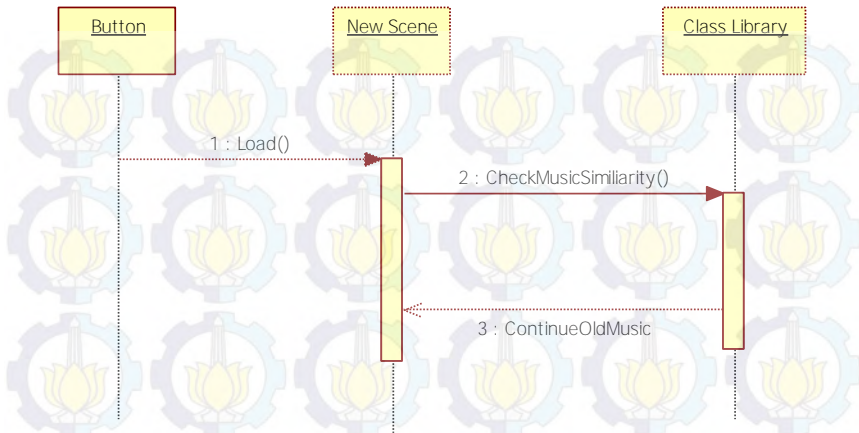 Button
New Scene
Class Library
1 : Load()
2 : CheckMusicSimiliarity()
3 : ContinueOldMusic